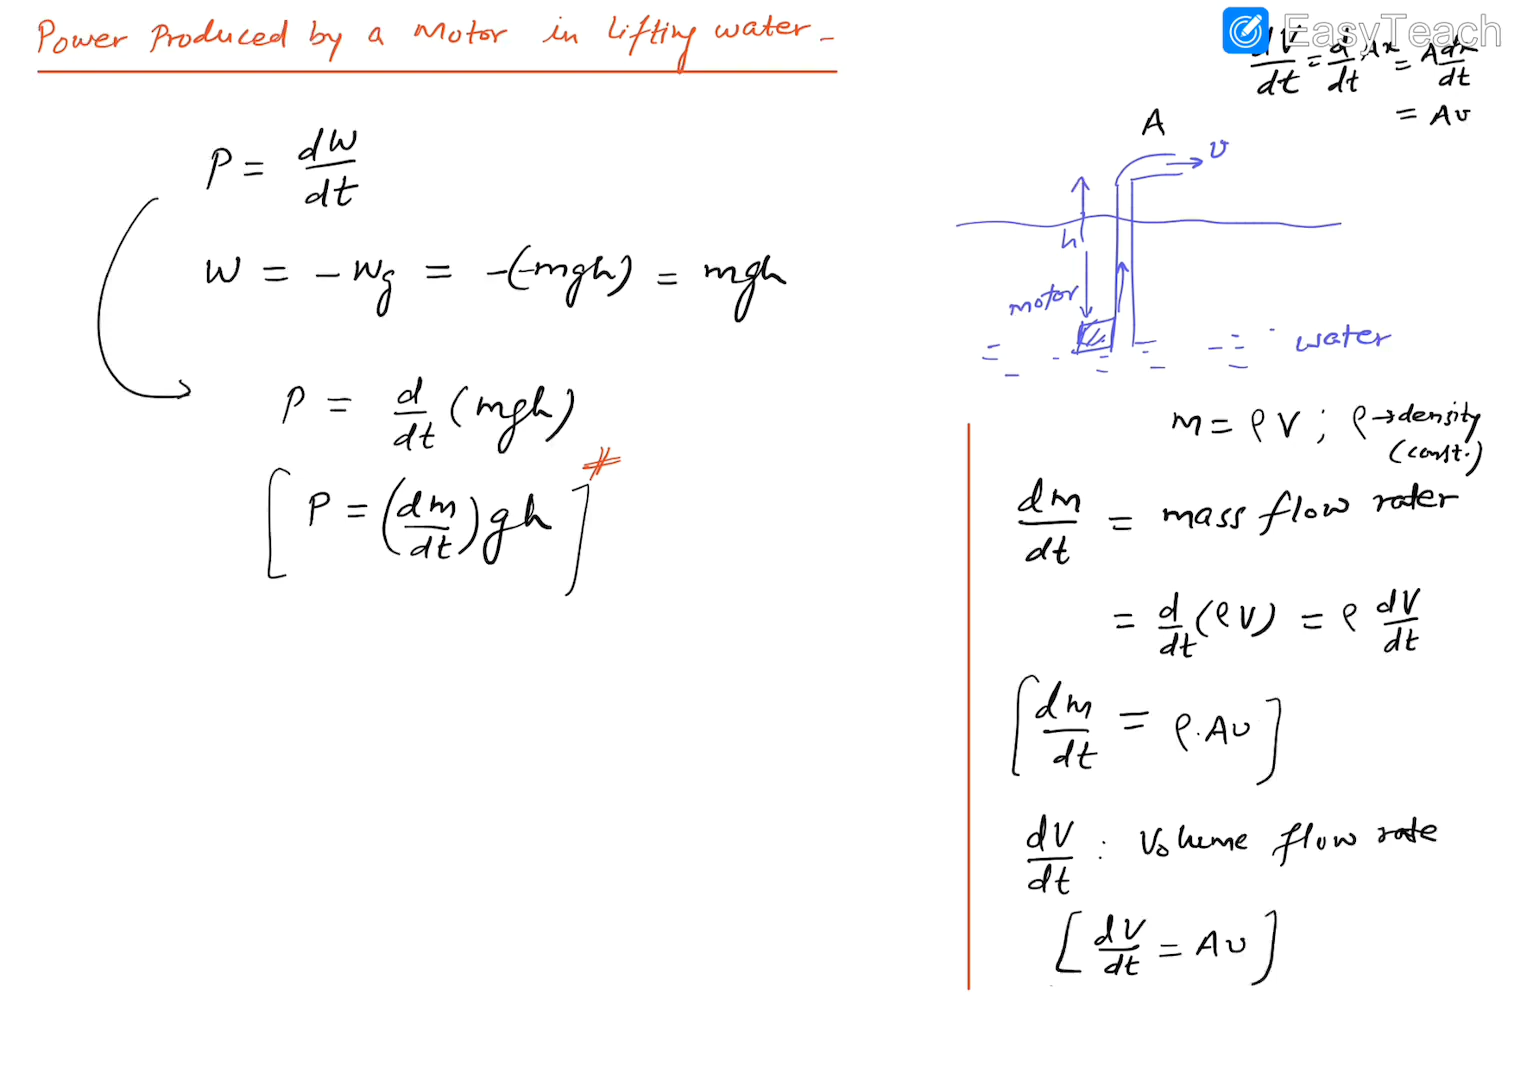 Power Produced by a Motor in lifting water -
P = dW/dt
W = - Wg = -(-mgh) = mgh
P = d/dt (mgh)
[ P = (dm/dt) gh ] #
EasyTeach
dV/dt = d/dt Ax = A dx/dt
= Av
A
v
h
motor
water
m = ρV ; ρ → density
(const.)
dm/dt = mass flow rater
= d/dt (ρV) = ρ dV/dt
[ dm/dt = ρ.Av ]
dV/dt : Volume flow rate
[ dV/dt = Av ]